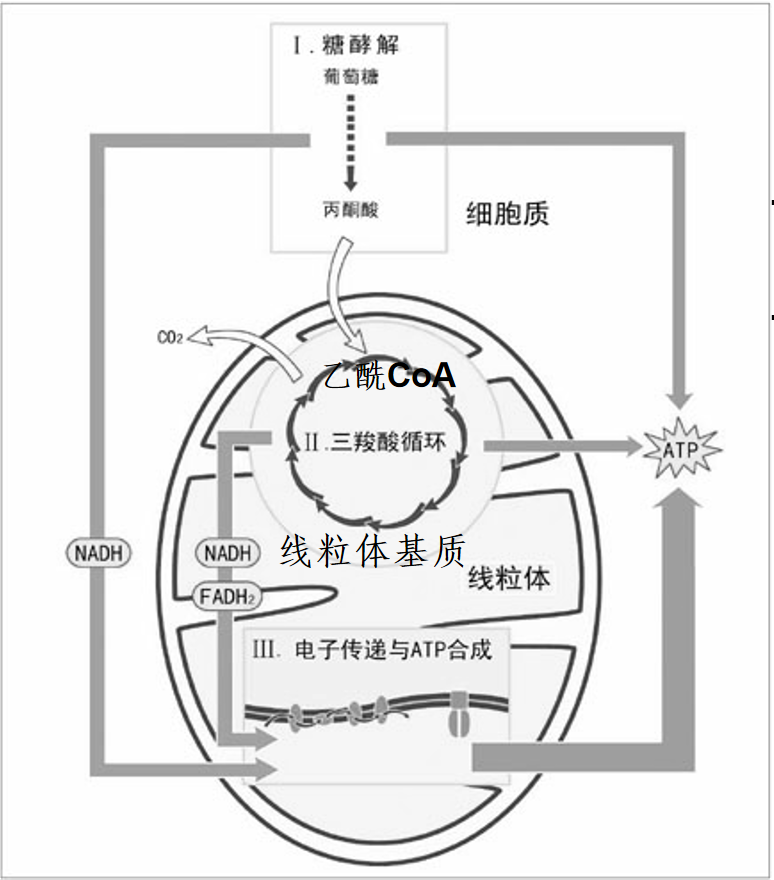 Ⅰ.糖酵解
葡萄糖
丙酮酸
细胞质
CO₂
乙酰CoA
Ⅱ.三羧酸循环
ATP
NADH
NADH
线粒体基质
线粒体
FADH₂
Ⅲ. 电子传递与ATP合成